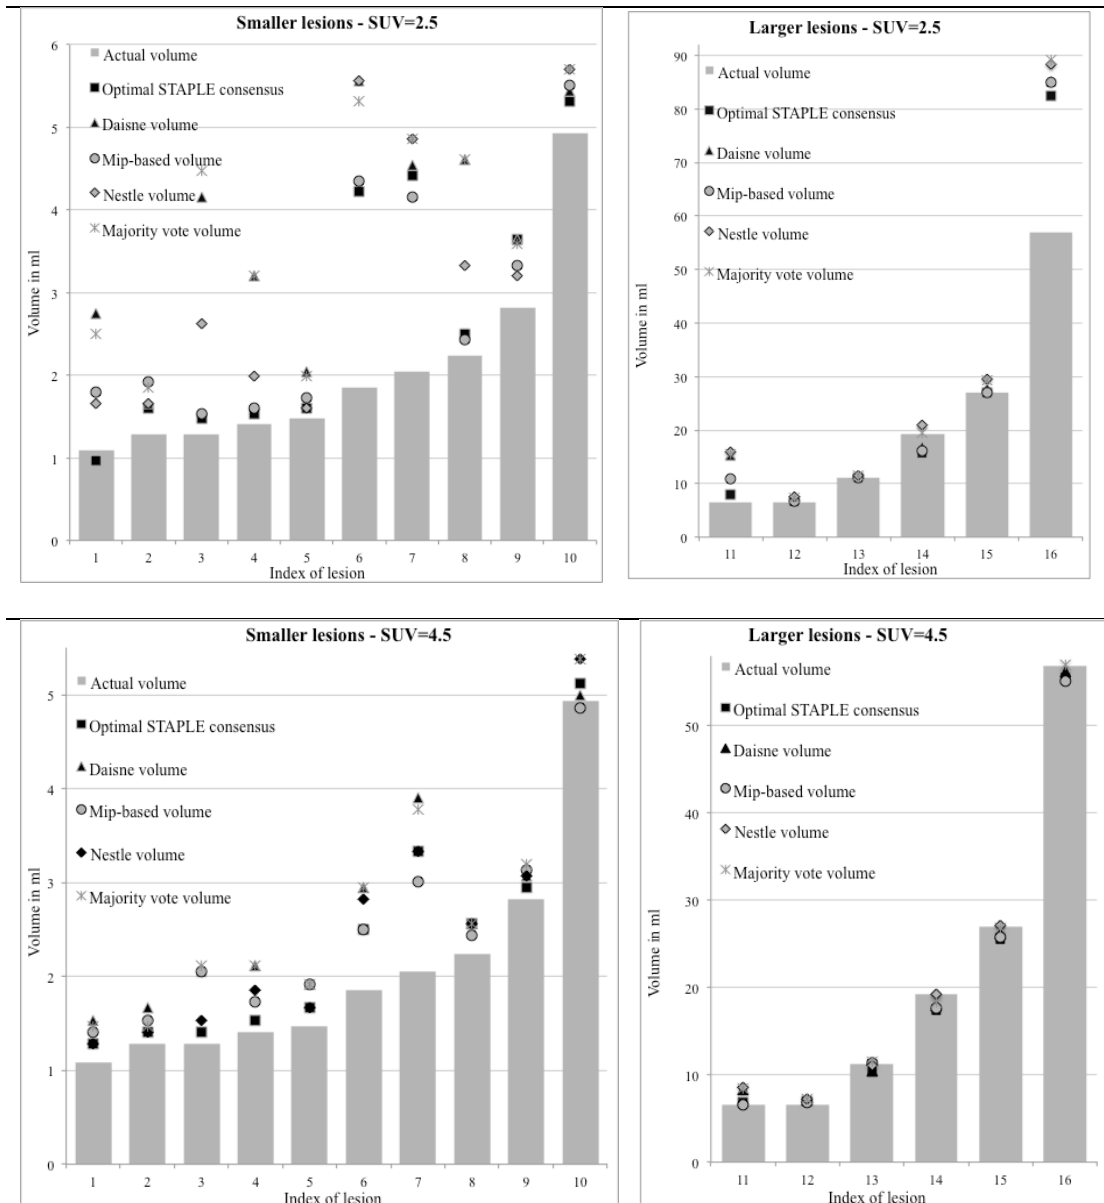 Smaller lesions - SUV=2.5
6
5
4
3
2
1
0
Volume in ml
Actual volume
Optimal STAPLE consensus
Daisne volume
Mip-based volume
Nestle volume
Majority vote volume
1 2 3 4 5 6 7 8 9 10
Index of lesion
Larger lesions - SUV=2.5
90
80
70
60
50
40
30
20
10
0
Volume in ml
Actual volume
Optimal STAPLE consensus
Daisne volume
Mip-based volume
Nestle volume
Majority vote volume
11 12 13 14 15 16
Index of lesion
Smaller lesions - SUV=4.5
5
4
3
2
1
0
Volume in ml
Actual volume
Optimal STAPLE consensus
Daisne volume
Mip-based volume
Nestle volume
Majority vote volume
1 2 3 4 5 6 7 8 9 10
Index of lesion
Larger lesions - SUV=4.5
50
40
30
20
10
0
Volume in ml
Actual volume
Optimal STAPLE consensus
Daisne volume
Mip-based volume
Nestle volume
Majority vote volume
11 12 13 14 15 16
Index of lesion